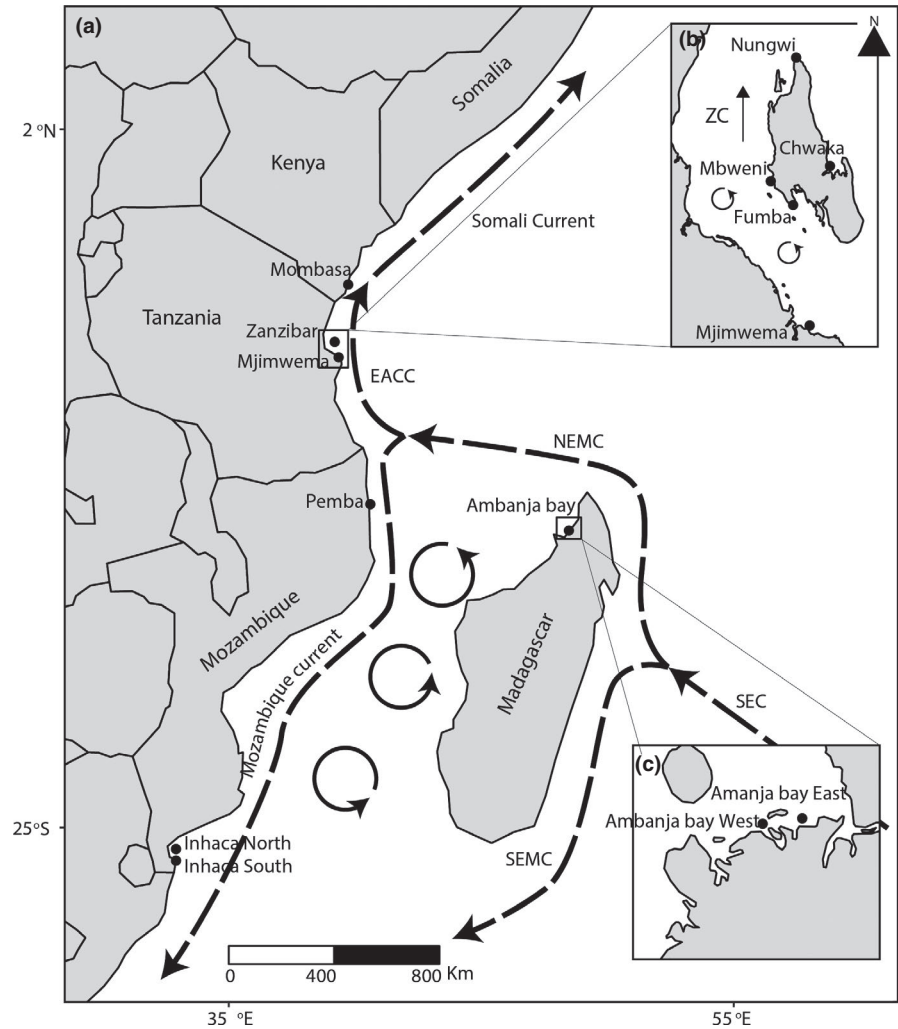 (a)
Somalia
2 °N
Kenya
Somali Current
Mombasa
Tanzania
Zanzibar
Mjimwema
EACC
NEMC
Pemba
Ambanja bay
Mozambique
Mozambique current
Madagascar
SEC
25°S
Inhaca North
Inhaca South
SEMC
0
400
800
Km
35 °E
55 °E
(b)
N
Nungwi
ZC
Chwaka
Mbweni
Fumba
Mjimwema
(c)
Amanja bay East
Ambanja bay West